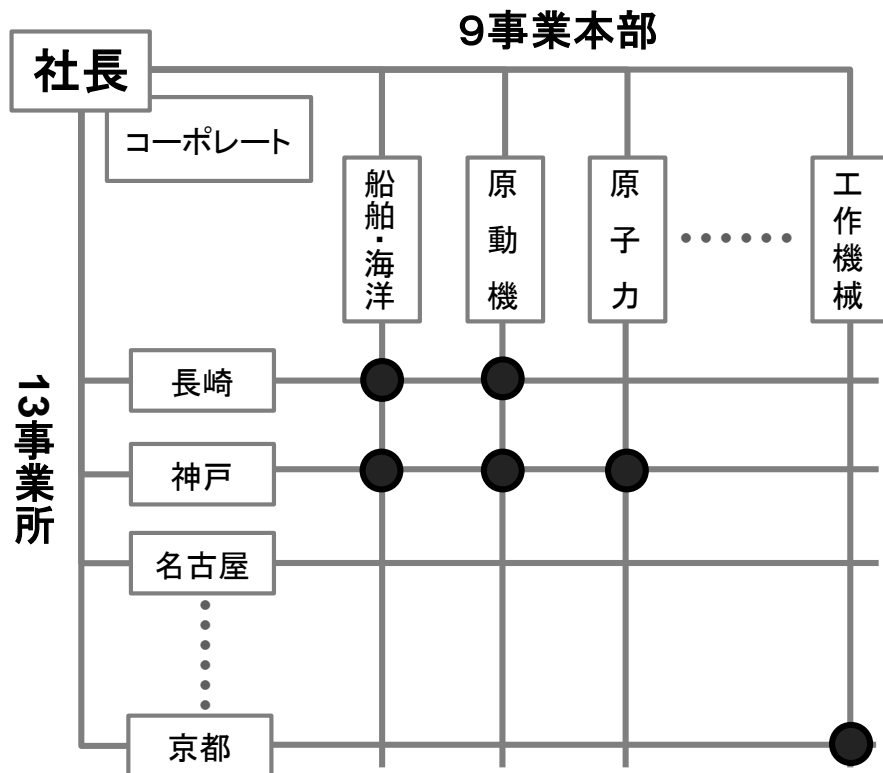 9事業本部
社長
コーポレート
船舶・海洋
原動機
原子力
工作機械
13事業所
長崎
神戸
名古屋
京都